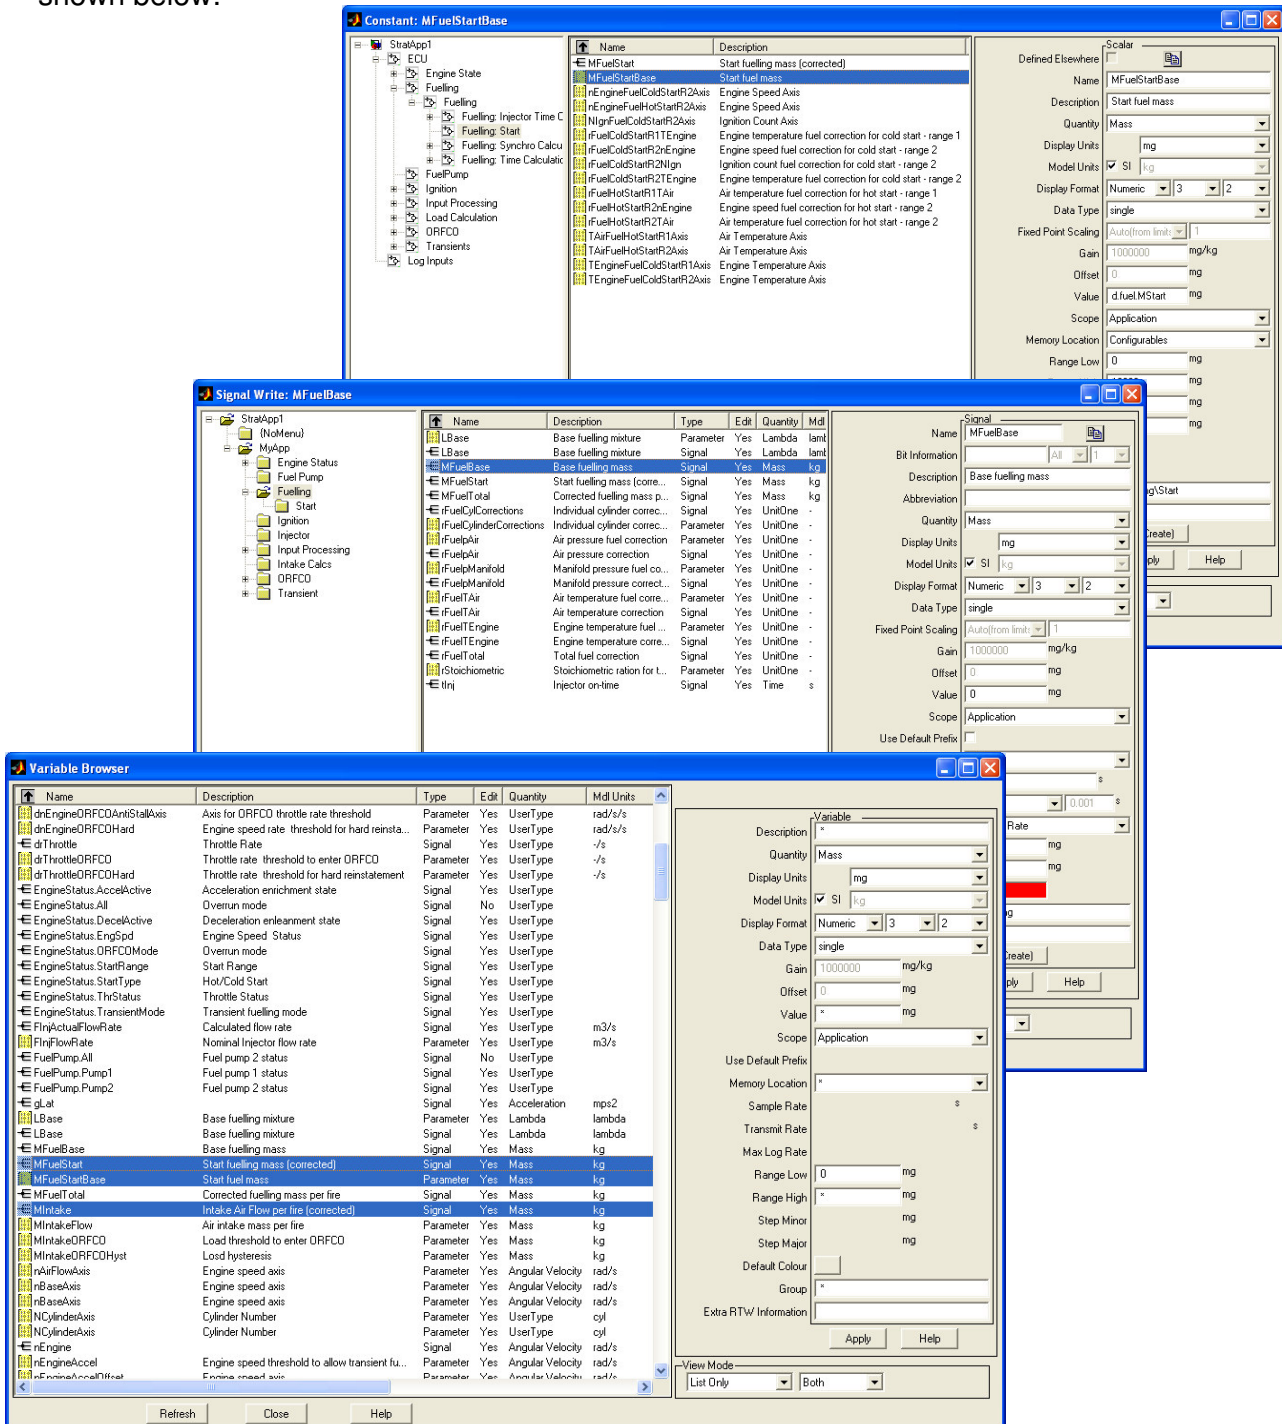 shown below:
Constant: MFuelStartBase
StratApp1
ECU
Engine State
Fuelling
Fuelling
Fuelling: Injector Time C
Fuelling: Start
Fuelling: Synchro Calcu
Fuelling: Time Calculatic
FuelPump
Ignition
Input Processing
Load Calculation
ORFCO
Transients
Log Inputs
Name Description
MFuelStart Start fuelling mass (corrected)
MFuelStartBase Start fuel mass
nEngineFuelColdStartR2Axis Engine Speed Axis
nEngineFuelHotStartR2Axis Engine Speed Axis
NIgnFuelColdStartR2Axis Ignition Count Axis
rFuelColdStartR1TEngine Engine temperature fuel correction for cold start - range 1
rFuelColdStartR2nEngine Engine speed fuel correction for cold start - range 2
rFuelColdStartR2NIgn Ignition count fuel correction for cold start - range 2
rFuelColdStartR2TEngine Engine temperature fuel correction for cold start - range 2
rFuelHotStartR1TAir Air temperature fuel correction for hot start - range 1
rFuelHotStartR2nEngine Engine speed fuel correction for hot start - range 2
rFuelHotStartR2TAir Air temperature fuel correction for hot start - range 2
TAirFuelHotStartR1Axis Air Temperature Axis
TAirFuelHotStartR2Axis Air Temperature Axis
TEngineFuelColdStartR1Axis Engine Temperature Axis
TEngineFuelColdStartR2Axis Engine Temperature Axis
Scalar
Defined Elsewhere
Name MFuelStartBase
Description Start fuel mass
Quantity Mass
Display Units mg
Model Units SI kg
Display Format Numeric 3 2
Data Type single
Fixed Point Scaling Auto(from limits 1
Gain 1000000 mg/kg
Offset 0 mg
Value d.fuel.MStart mg
Scope Application
Memory Location Configurables
Range Low 0 mg
mg
mg
g\Start
Create)
ply Help
Signal Write: MFuelBase
StratApp1
{NoMenu}
MyApp
Engine Status
Fuel Pump
Fuelling
Start
Ignition
Injector
Input Processing
Intake Calcs
ORFCO
Transient
Name Description Type Edit Quantity Mdl
LBase Base fuelling mixture Parameter Yes Lambda lamb
LBase Base fuelling mixture Signal Yes Lambda lamb
MFuelBase Base fuelling mass Signal Yes Mass kg
MFuelStart Start fuelling mass (corre... Signal Yes Mass kg
MFuelTotal Corrected fuelling mass p... Signal Yes Mass kg
rFuelCylCorrections Individual cylinder correc... Signal Yes UnitOne -
rFuelCylinderCorrections Individual cylinder correc... Parameter Yes UnitOne -
rFuelpAir Air pressure fuel correction Parameter Yes UnitOne -
rFuelpAir Air pressure correction Signal Yes UnitOne -
rFuelpManifold Manifold pressure fuel co... Parameter Yes UnitOne -
rFuelpManifold Manifold pressure correct... Signal Yes UnitOne -
rFuelTAir Air temperature fuel corre... Parameter Yes UnitOne -
rFuelTAir Air temperature correction Signal Yes UnitOne -
rFuelTEngine Engine temperature fuel ... Parameter Yes UnitOne -
rFuelTEngine Engine temperature corre... Signal Yes UnitOne -
rFuelTotal Total fuel correction Signal Yes UnitOne -
rStoichiometric Stoichiometric ration for t... Parameter Yes UnitOne -
tInj Injector on-time Signal Yes Time s
Signal
Name MFuelBase
Bit Information All 1
Description Base fuelling mass
Abbreviation
Quantity Mass
Display Units mg
Model Units SI kg
Display Format Numeric 3 2
Data Type single
Fixed Point Scaling Auto(from limits 1
Gain 1000000 mg/kg
Offset 0 mg
Value 0 mg
Scope Application
Use Default Prefix
s
0.001 s
Rate
mg
mg
ng
Create)
ply Help
Variable Browser
Name Description Type Edit Quantity Mdl Units
dnEngineORFCOAntiStallAxis Axis for ORFCO throttle rate threshold Parameter Yes UserType rad/s/s
dnEngineORFCOHard Engine speed rate threshold for hard reinsta... Parameter Yes UserType rad/s/s
drThrottle Throttle Rate Signal Yes UserType -/s
drThrottleORFCO Throttle rate threshold to enter ORFCO Parameter Yes UserType -/s
drThrottleORFCOHard Throttle rate threshold for hard reinstatement Parameter Yes UserType -/s
EngineStatus.AccelActive Acceleration enrichment state Signal Yes UserType
EngineStatus.All Overrun mode Signal No UserType
EngineStatus.DecelActive Deceleration enleanment state Signal Yes UserType
EngineStatus.EngSpd Engine Speed Status Signal Yes UserType
EngineStatus.ORFCOMode Overrun mode Signal Yes UserType
EngineStatus.StartRange Start Range Signal Yes UserType
EngineStatus.StartType Hot/Cold Start Signal Yes UserType
EngineStatus.ThrStatus Throttle Status Signal Yes UserType
EngineStatus.TransientMode Transient fuelling mode Signal Yes UserType
FInjActualFlowRate Calculated flow rate Signal Yes UserType m3/s
FInjFlowRate Nominal Injector flow rate Parameter Yes UserType m3/s
FuelPump.All Fuel pump 2 status Signal No UserType
FuelPump.Pump1 Fuel pump 1 status Signal Yes UserType
FuelPump.Pump2 Fuel pump 2 status Signal Yes UserType
gLat Signal Yes Acceleration mps2
LBase Base fuelling mixture Parameter Yes Lambda lambda
LBase Base fuelling mixture Signal Yes Lambda lambda
MFuelBase Base fuelling mass Signal Yes Mass kg
MFuelStart Start fuelling mass (corrected) Signal Yes Mass kg
MFuelStartBase Start fuel mass Parameter Yes Mass kg
MFuelTotal Corrected fuelling mass per fire Signal Yes Mass kg
MIntake Intake Air Flow per fire (corrected) Signal Yes Mass kg
MIntakeFlow Air intake mass per fire Parameter Yes Mass kg
MIntakeORFCO Load threshold to enter ORFCO Parameter Yes Mass kg
MIntakeORFCOHyst Losd hysteresis Parameter Yes Mass kg
nAirFlowAxis Engine speed axis Parameter Yes Angular Velocity rad/s
nBaseAxis Engine speed axis Parameter Yes Angular Velocity rad/s
nBaseAxis Engine speed axis Parameter Yes Angular Velocity rad/s
NCylinderAxis Cylinder Number Parameter Yes UserType cyl
NCylinderAxis Cylinder Number Parameter Yes UserType cyl
nEngine Signal Yes Angular Velocity rad/s
nEngineAccel Engine speed threshold to allow transient fu... Parameter Yes Angular Velocity rad/s
nEngineAccelOffset Engine speed axis Parameter Yes Angular Velocity rad/s
Variable
Description *
Quantity Mass
Display Units mg
Model Units SI kg
Display Format Numeric 3 2
Data Type single
Gain 1000000 mg/kg
Offset 0 mg
Value * mg
Scope Application
Use Default Prefix
Memory Location *
Sample Rate s
Transmit Rate s
Max Log Rate
Range Low 0 mg
Range High * mg
Step Minor mg
Step Major mg
Default Colour
Group *
Extra RTW Information
Apply Help
View Mode
List Only Both
Refresh Close Help